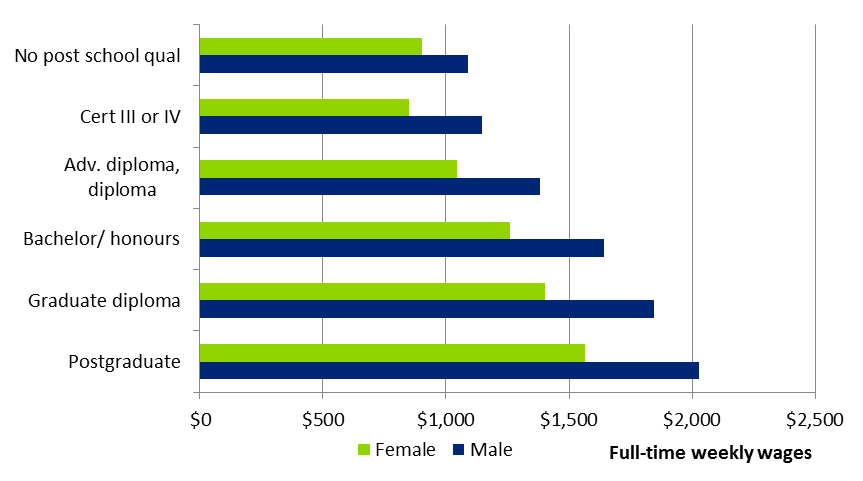 No post school qual
Cert III or IV
Adv. diploma,
diploma
Bachelor/ honours
Graduate diploma
Postgraduate
$0 $500 $1,000 $1,500 $2,000 $2,500
Female Male
Full-time weekly wages